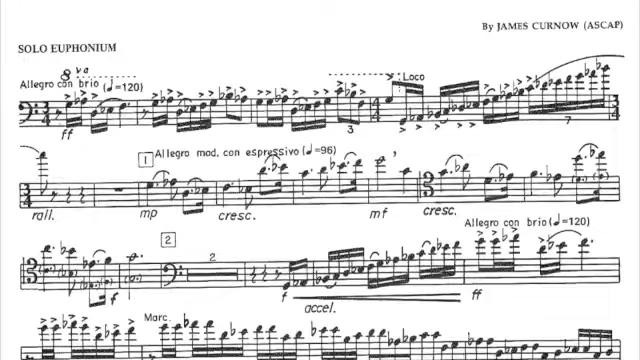 By JAMES CURNOW (ASCAP)
SOLO EUPHONIUM
8va
Allegro con brio (♩=120)
Loco
ff
3
7
1
Allegro mod. con espressivo (♩=96)
rall.
mp
cresc.
mf
cresc.
2
Allegro con brio (♩=120)
2
f
f
accel.
ff
Marc.